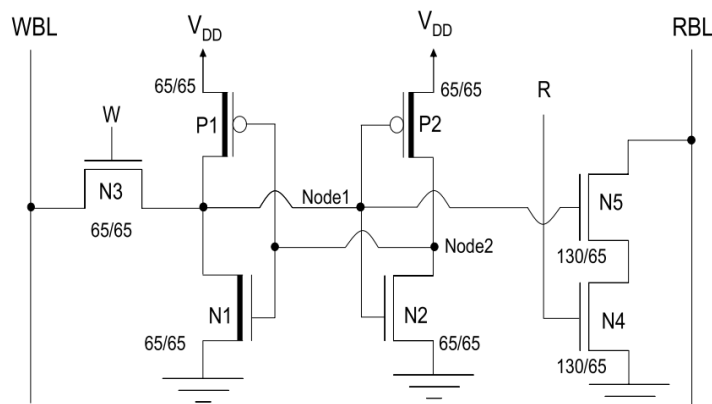 WBL
V_DD
V_DD
RBL
65/65
65/65
W
P1
P2
R
N3
Node1
N5
65/65
Node2
130/65
N1
N2
N4
65/65
65/65
130/65